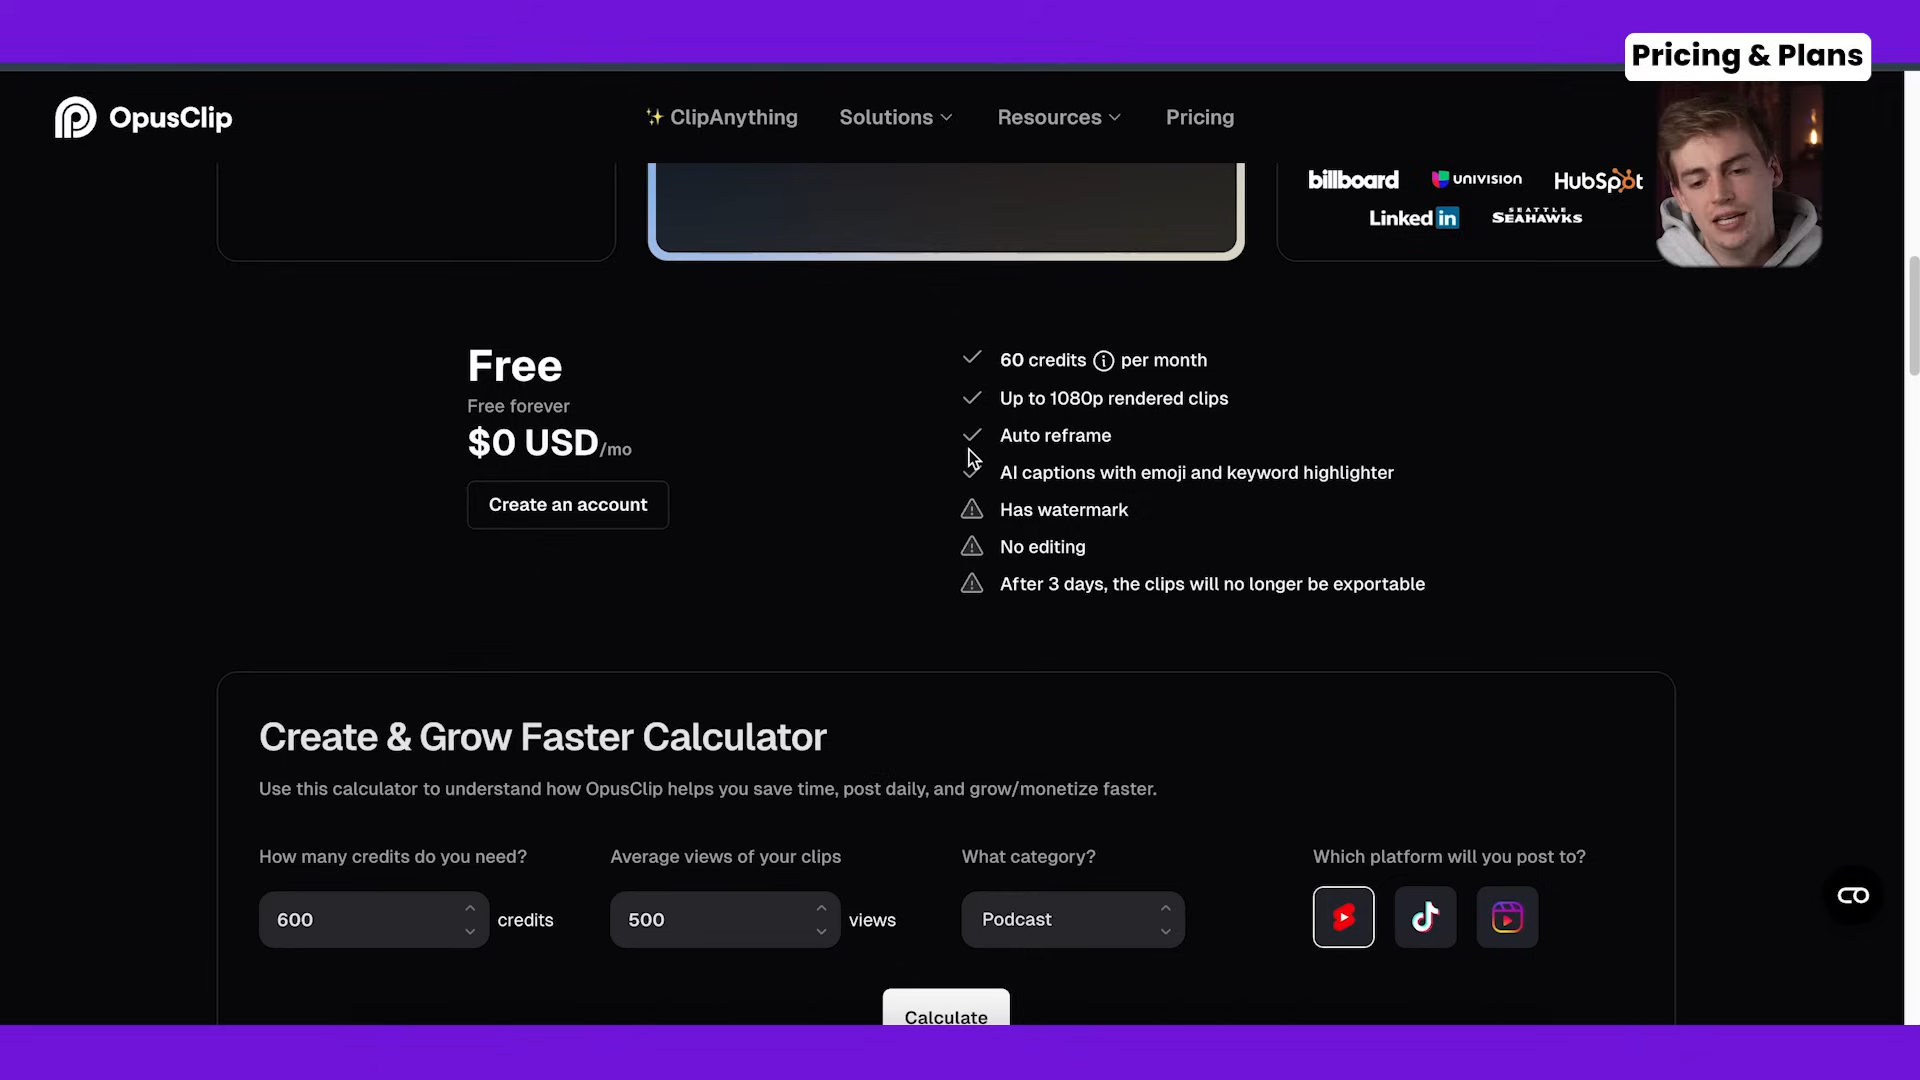 Pricing & Plans
OpusClip
ClipAnything
Solutions
Resources
Pricing
billboard
univision
HubSpot
Linked in
SEATTLE
SEAHAWKS
Free
Free forever
$0 USD/mo
Create an account
60 credits per month
Up to 1080p rendered clips
Auto reframe
AI captions with emoji and keyword highlighter
Has watermark
No editing
After 3 days, the clips will no longer be exportable
Create & Grow Faster Calculator
Use this calculator to understand how OpusClip helps you save time, post daily, and grow/monetize faster.
How many credits do you need?
600
credits
Average views of your clips
500
views
What category?
Podcast
Which platform will you post to?
Calculate